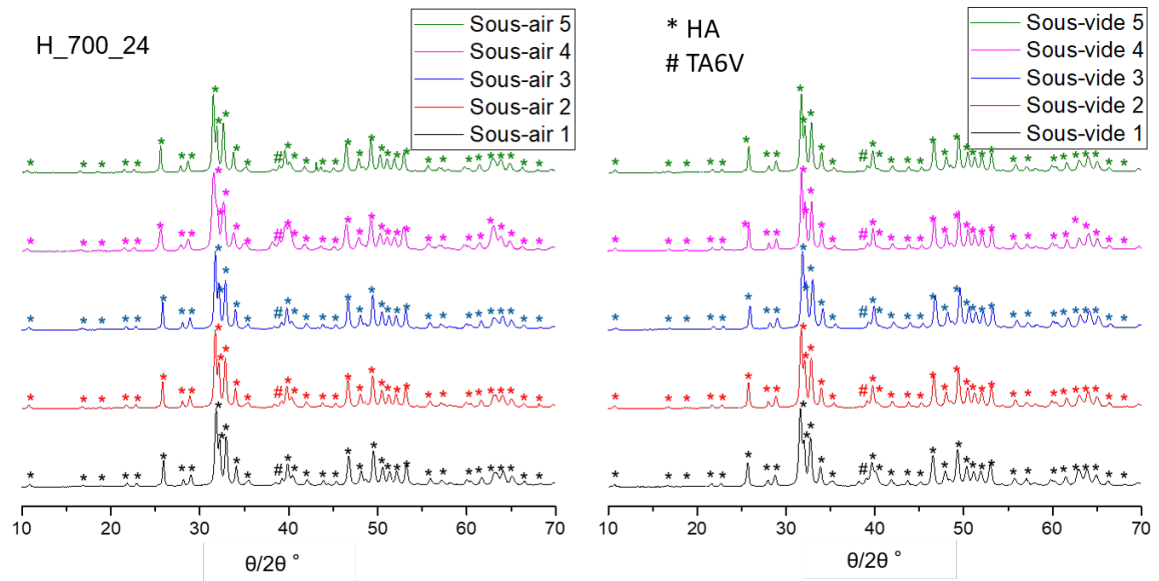 H_700_24
Sous-air 5
Sous-air 4
Sous-air 3
Sous-air 2
Sous-air 1
10 20 30 40 50 60 70
θ/2θ °
* HA
# TA6V
Sous-vide 5
Sous-vide 4
Sous-vide 3
Sous-vide 2
Sous-vide 1
10 20 30 40 50 60 70
θ/2θ °